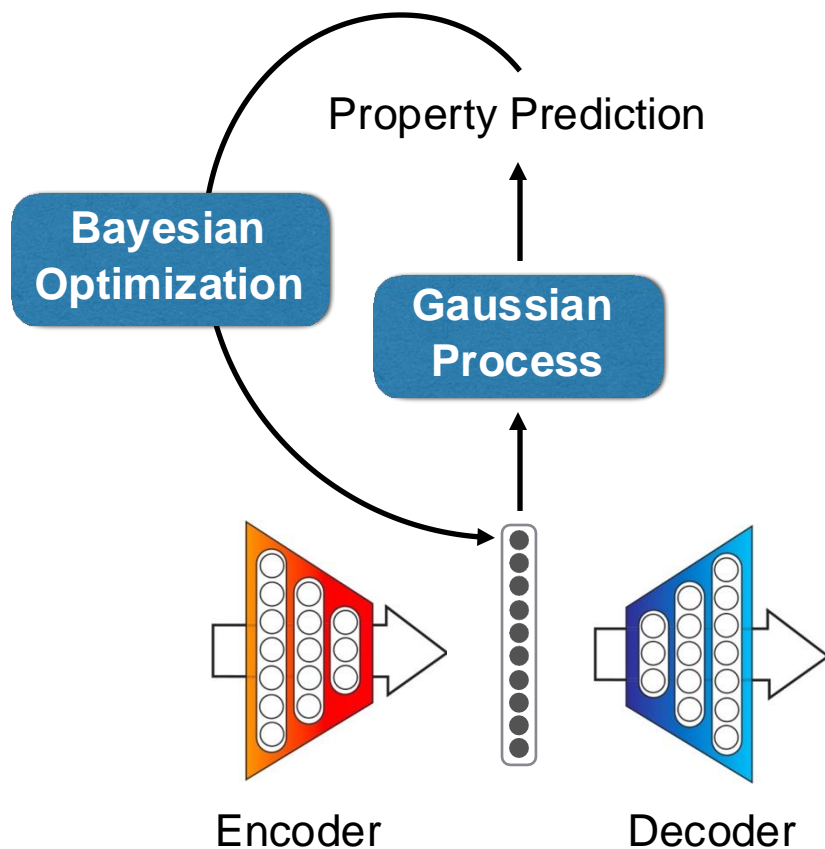 Property Prediction
Bayesian
Optimization
Gaussian
Process
Encoder
Decoder